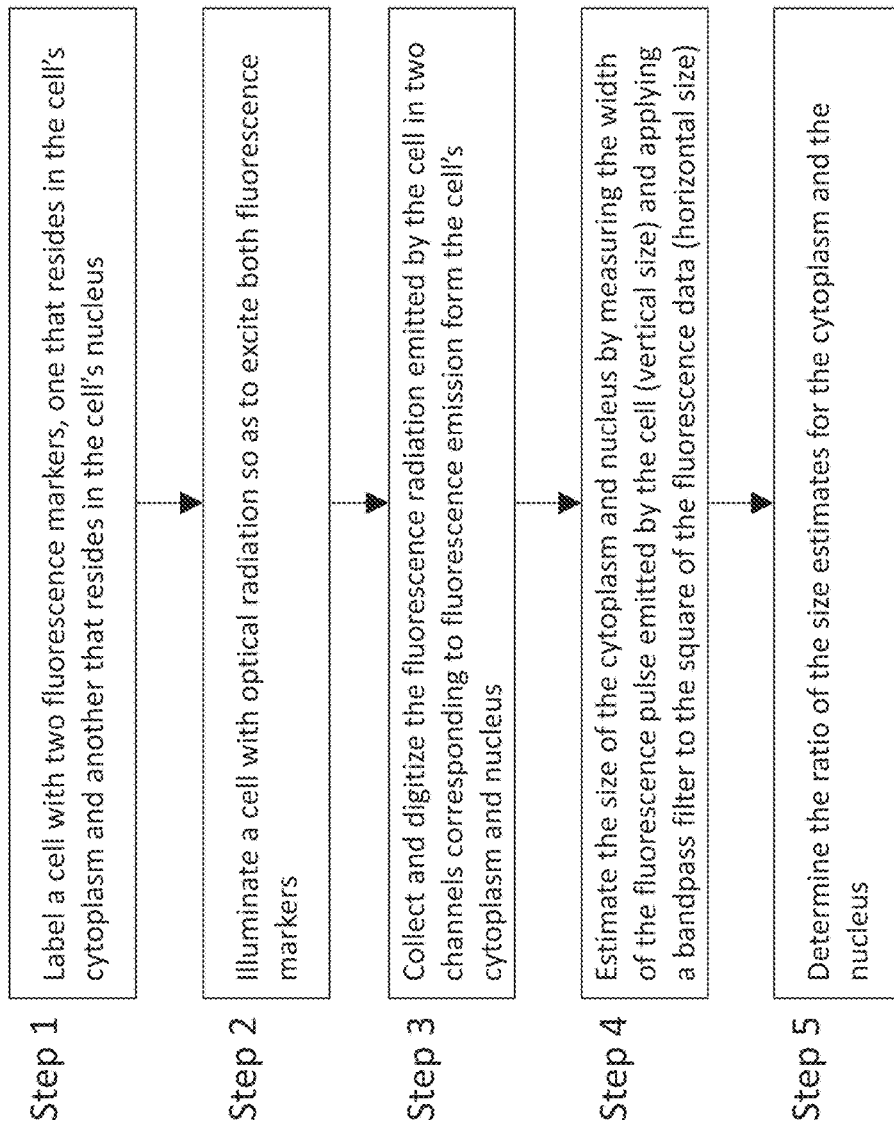 Step 1
Label a cell with two fluorescence markers, one that resides in the cell's
cytoplasm and another that resides in the cell's nucleus
Step 2
Illuminate a cell with optical radiation so as to excite both fluorescence
markers
Step 3
Collect and digitize the fluorescence radiation emitted by the cell in two
channels corresponding to fluorescence emission form the cell's
cytoplasm and nucleus
Step 4
Estimate the size of the cytoplasm and nucleus by measuring the width
of the fluorescence pulse emitted by the cell (vertical size) and applying
a bandpass filter to the square of the fluorescence data (horizontal size)
Step 5
Determine the ratio of the size estimates for the cytoplasm and the
nucleus